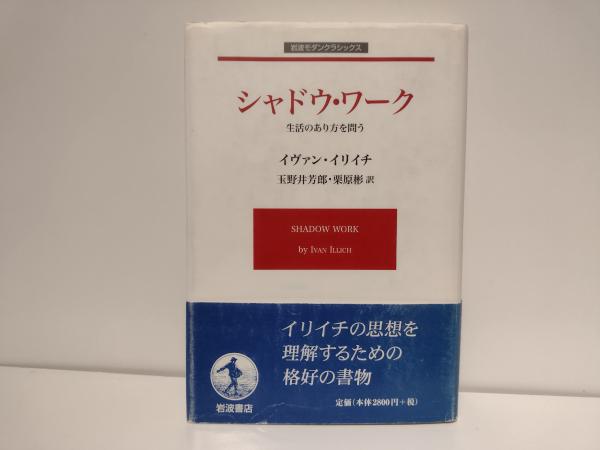 岩波モダンクラシックス
シャドウ・ワーク
生活のあり方を問う
イヴァン・イリイチ
玉野井芳郎・栗原彬 訳
SHADOW WORK
by IVAN ILLICH
イリイチの思想を
理解するための
格好の書物
岩波書店
定価(本体2800円+税)